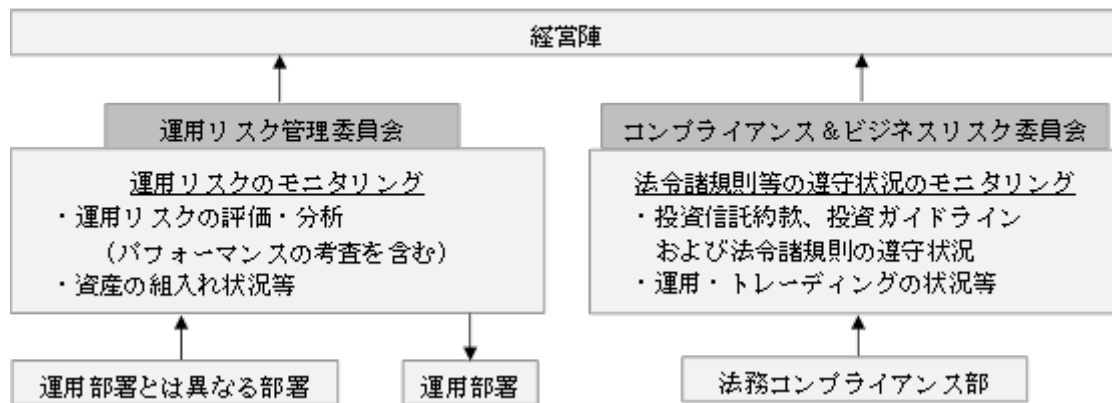 経営陣
運用リスク管理委員会
運用リスクのモニタリング
・運用リスクの評価・分析
（パフォーマンスの考査を含む）
・資産の組入れ状況等
運用部署とは異なる部署
運用部署
コンプライアンス＆ビジネスリスク委員会
法令諸規則等の遵守状況のモニタリング
・投資信託約款、投資ガイドライン
および法令諸規則の遵守状況
・運用・トレーディングの状況等
法務コンプライアンス部